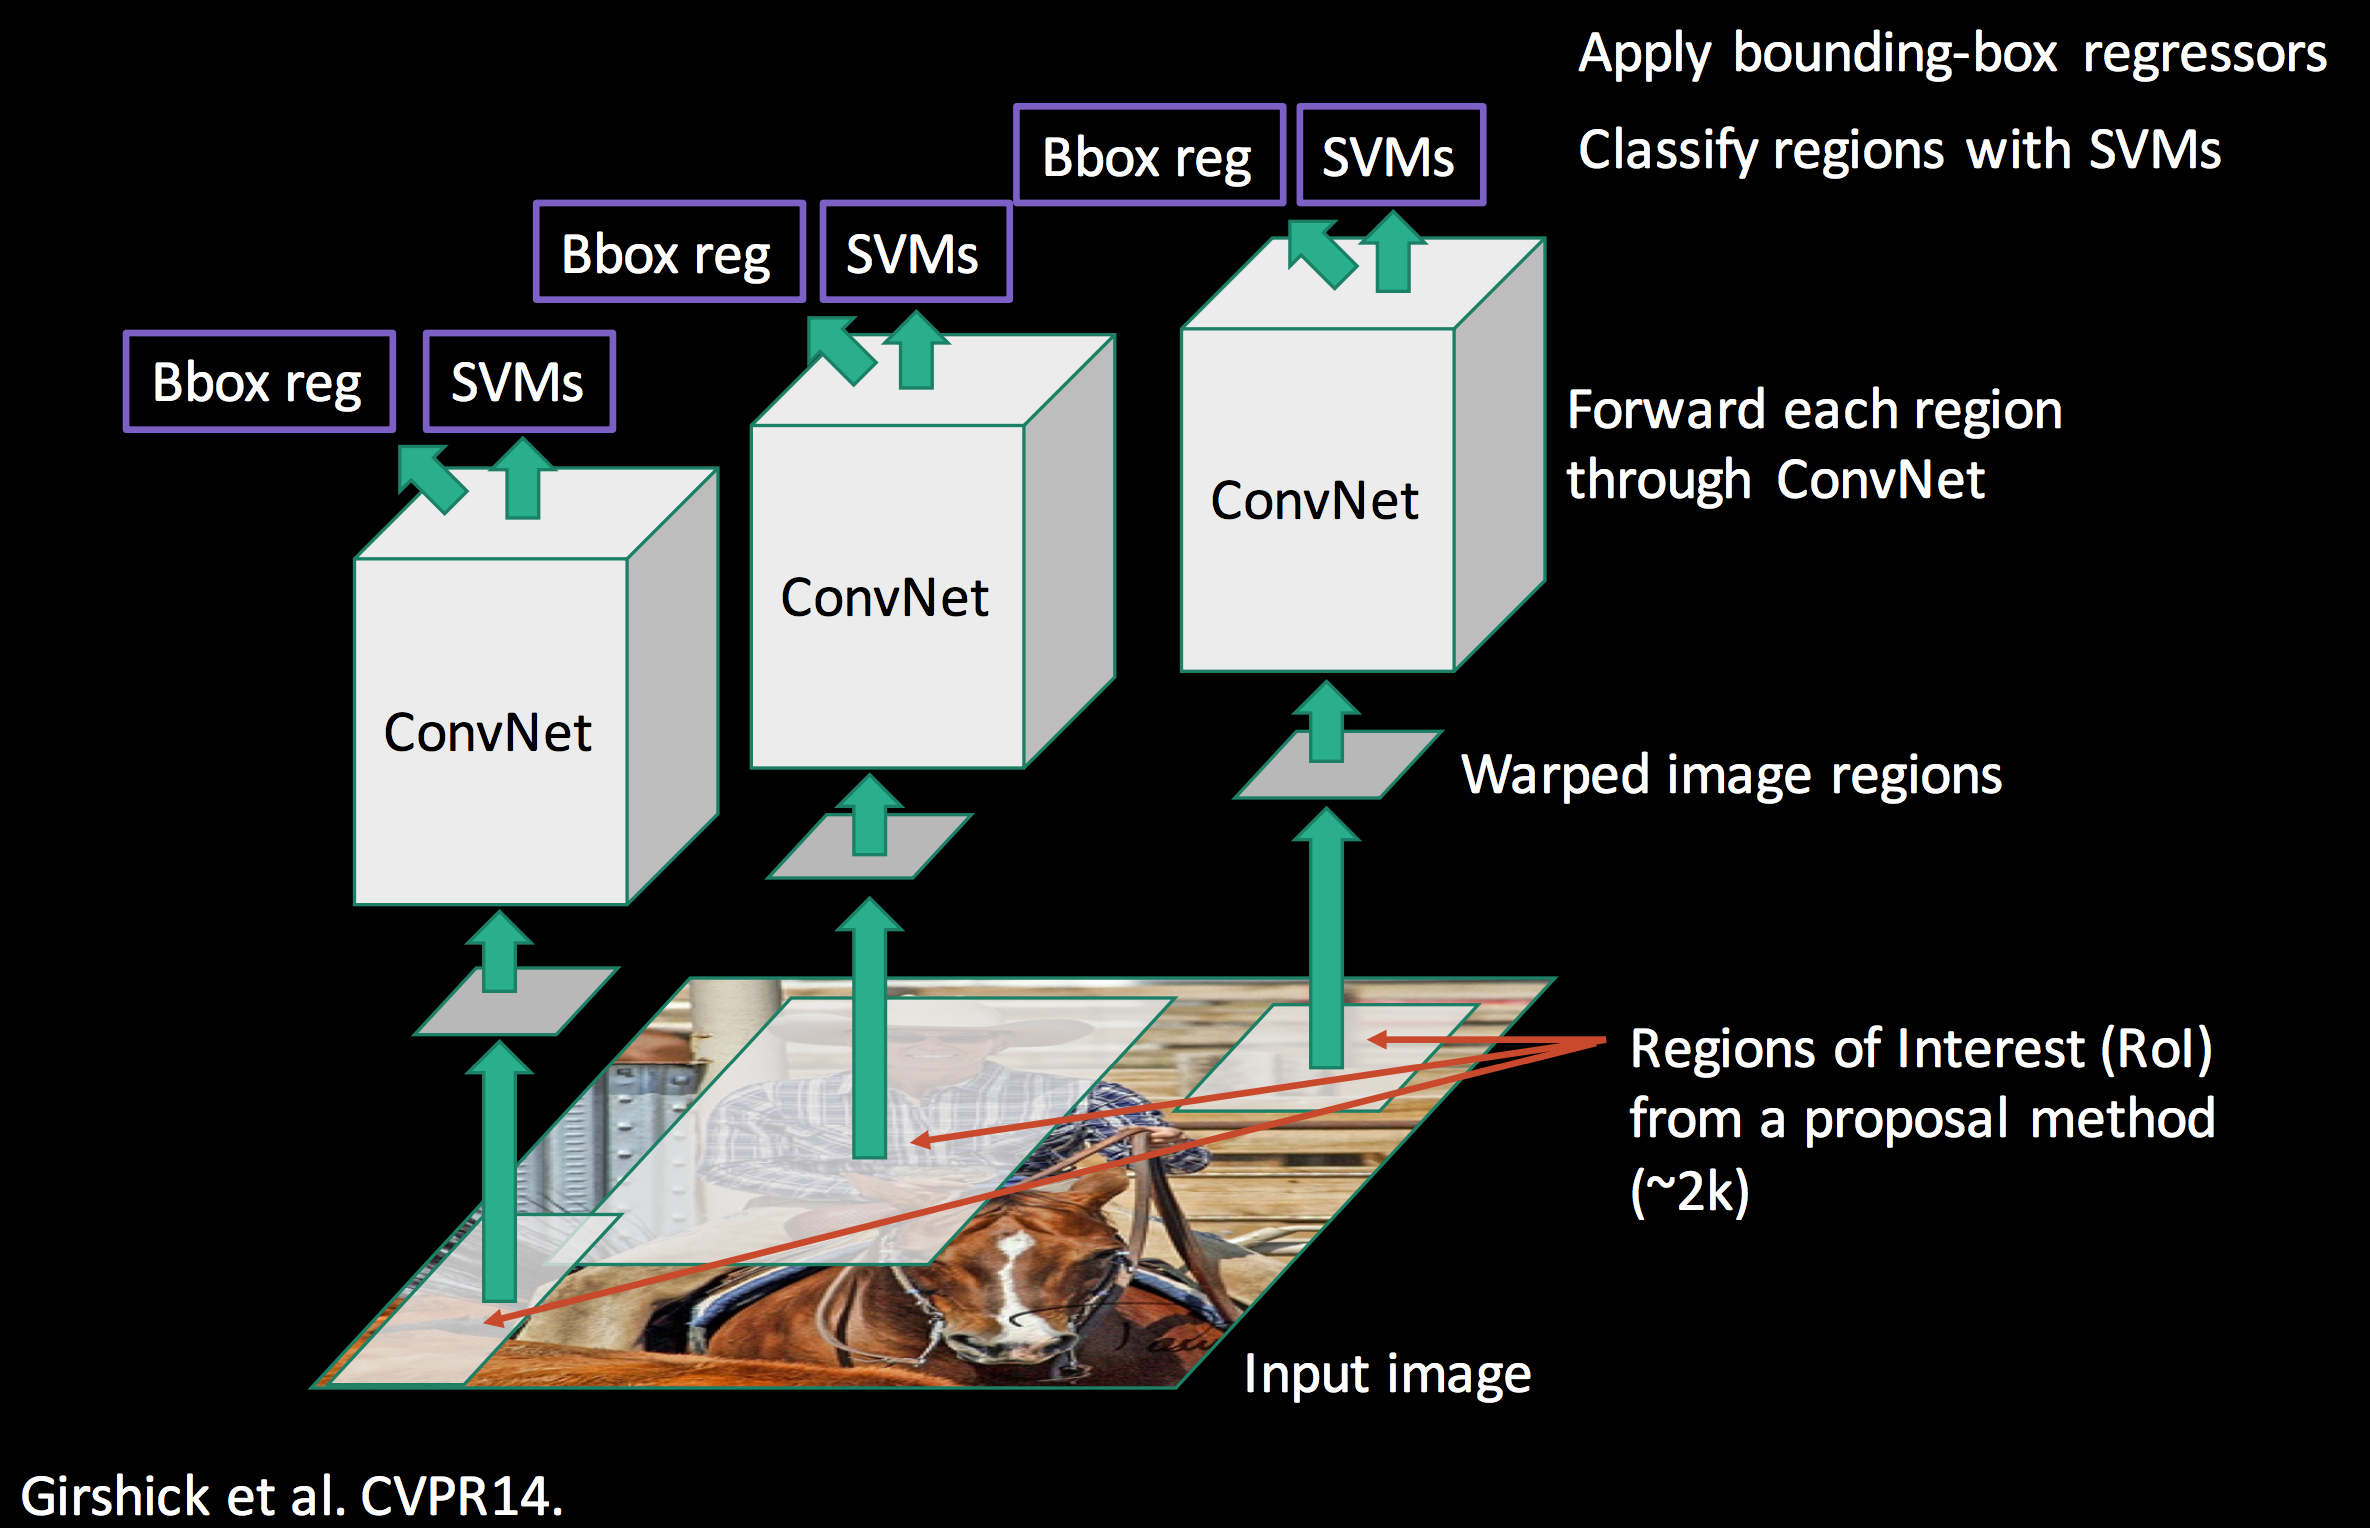 Apply bounding-box regressors
Bbox reg
SVMs
Classify regions with SVMs
Bbox reg
SVMs
Bbox reg
SVMs
Forward each region
through ConvNet
ConvNet
ConvNet
ConvNet
Warped image regions
Regions of Interest (RoI)
from a proposal method
(~2k)
Input image
Girshick et al. CVPR14.